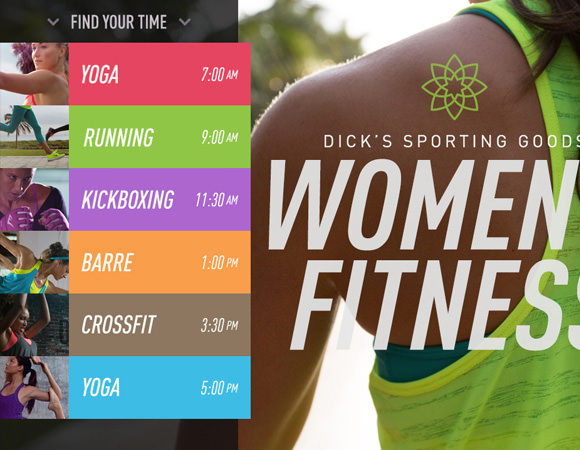 FIND YOUR TIME
YOGA 7:00 AM
RUNNING 9:00 AM
KICKBOXING 11:30 AM
BARRE 1:00 PM
CROSSFIT 3:30 PM
YOGA 5:00 PM
DICK'S SPORTING GOODS
WOMEN'
FITNESS